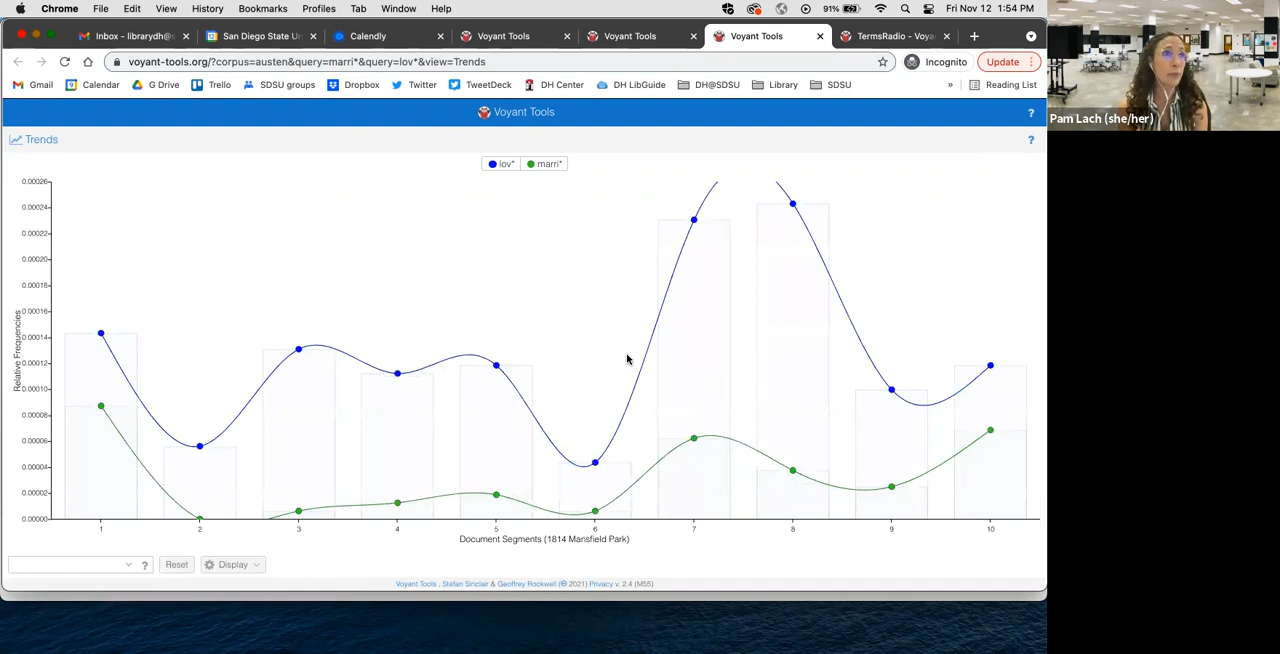 Chrome File Edit View History Bookmarks Profiles Tab Window Help 91% Fri Nov 12 1:54 PM
Inbox - librarydh@s San Diego State Un Calendly Voyant Tools Voyant Tools Voyant Tools TermsRadio - Voya
voyant-tools.org/?corpus=austen&query=marri*&query=lov*&view=Trends Incognito Update
Gmail Calendar G Drive Trello SDSU groups Dropbox Twitter TweetDeck DH Center DH LibGuide DH@SDSU Library SDSU » Reading List
Voyant Tools ?
Trends ?
lov* marri*
0.00026
0.00024
0.00022
0.00020
0.00018
0.00016
0.00014
0.00012
0.00010
0.00008
0.00006
0.00004
0.00002
0.00000
Relative Frequencies
1 2 3 4 5 6 7 8 9 10
Document Segments (1814 Mansfield Park)
? Reset Display
Voyant Tools , Stéfan Sinclair & Geoffrey Rockwell (© 2021) Privacy v. 2.4 (M55)
Pam Lach (she/her)